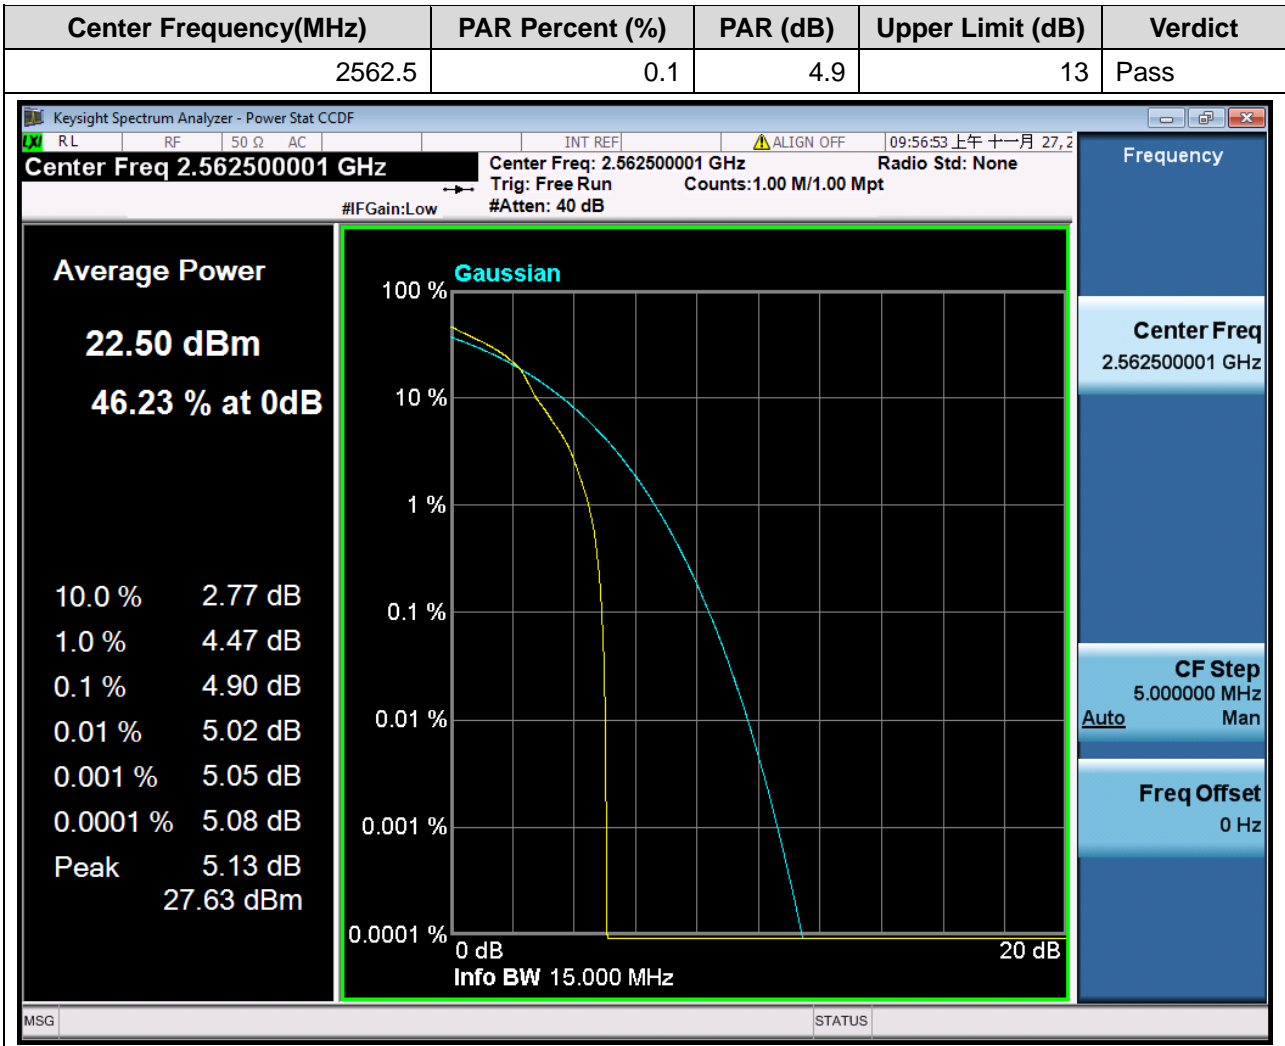 Center Frequency(MHz) PAR Percent (%) PAR (dB) Upper Limit (dB) Verdict
2562.5 0.1 4.9 13 Pass
Keysight Spectrum Analyzer - Power Stat CCDF
LXI RL RF 50 Ω AC INT REF ALIGN OFF 09:56:53 上午 十一月 27, 2
Center Freq 2.562500001 GHz
Center Freq: 2.562500001 GHz Radio Std: None
Trig: Free Run Counts:1.00 M/1.00 Mpt
#IFGain:Low #Atten: 40 dB
Average Power
22.50 dBm
46.23 % at 0dB
10.0 % 2.77 dB
1.0 % 4.47 dB
0.1 % 4.90 dB
0.01 % 5.02 dB
0.001 % 5.05 dB
0.0001 % 5.08 dB
Peak 5.13 dB
27.63 dBm
Gaussian
100 %
10 %
1 %
0.1 %
0.01 %
0.001 %
0.0001 %
0 dB 20 dB
Info BW 15.000 MHz
Frequency
Center Freq
2.562500001 GHz
CF Step
5.000000 MHz
Auto Man
Freq Offset
0 Hz
MSG STATUS